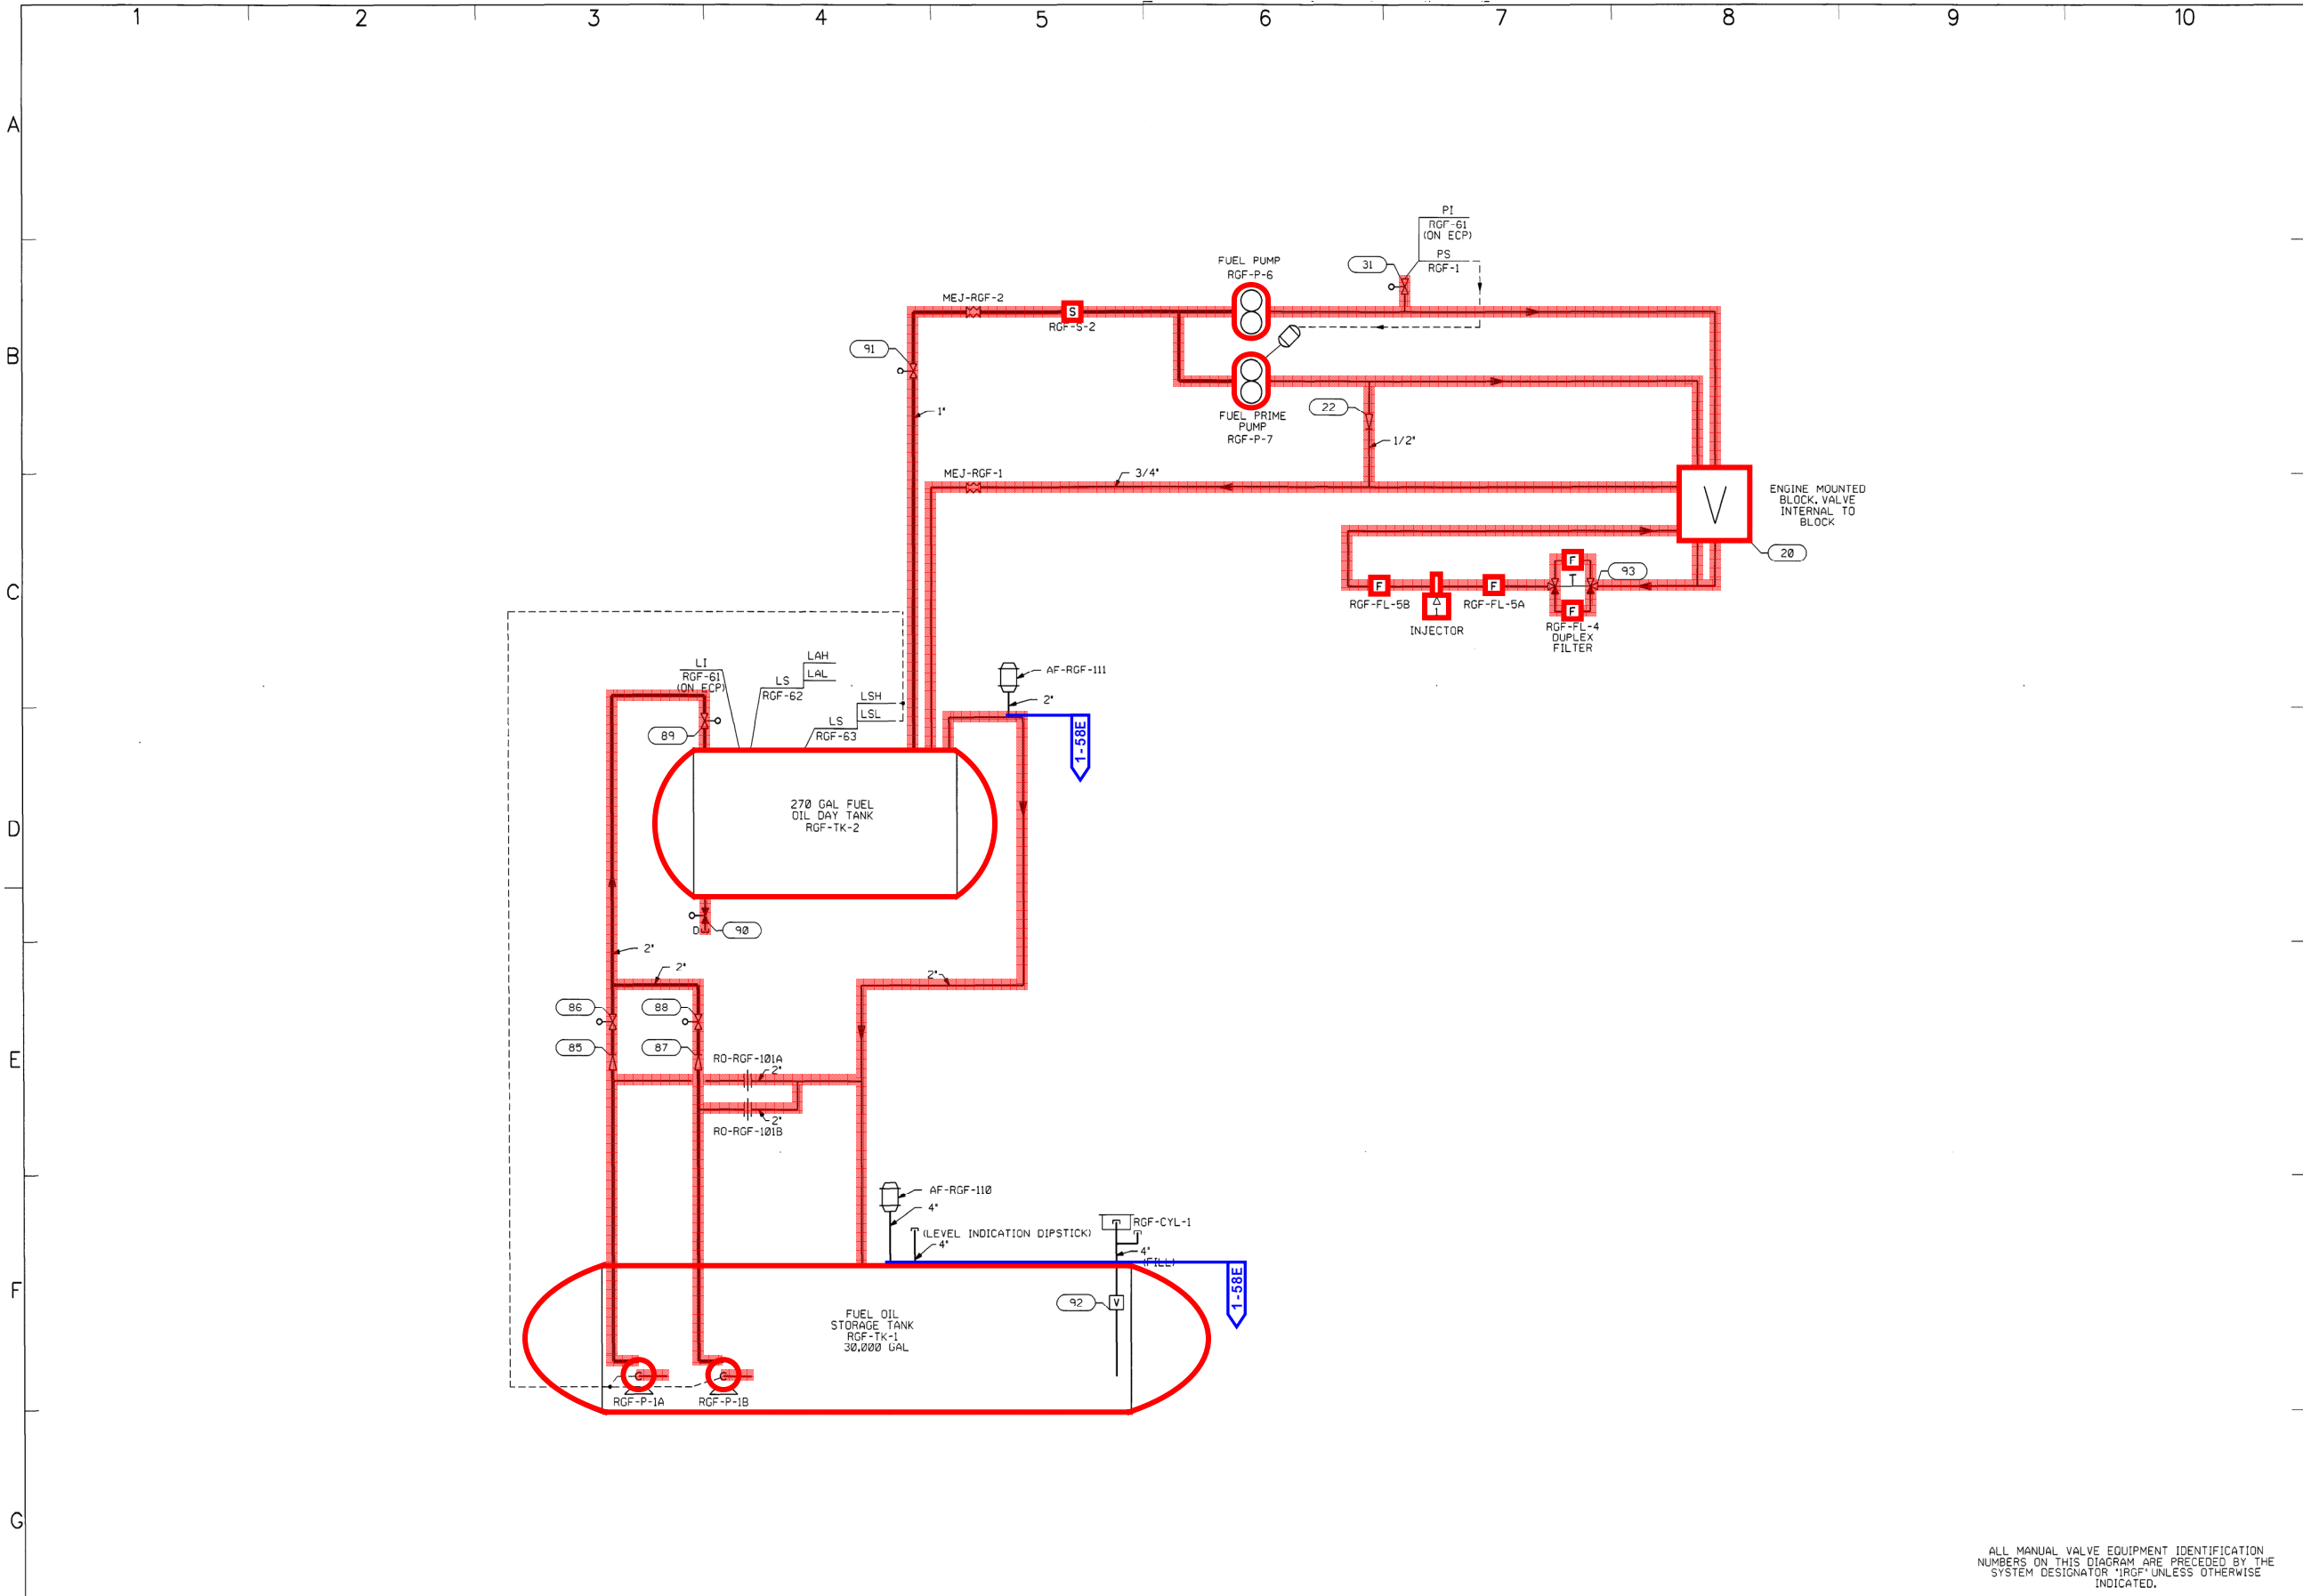 1 2 3 4 5 6 7 8 9 10
A
PI
RGF-61
(ON ECP)
PS
RGF-1
31
FUEL PUMP
RGF-P-6
MEJ-RGF-2
S
RGF-S-2
B
91
1"
FUEL PRIME
PUMP
RGF-P-7
22
1/2"
MEJ-RGF-1
3/4"
V
ENGINE MOUNTED
BLOCK. VALVE
INTERNAL TO
BLOCK
20
C
F
F
F
T
F
93
RGF-FL-5B
1
INJECTOR
RGF-FL-5A
RGF-FL-4
DUPLEX
FILTER
LI
RGF-61
(ON ECP)
LS
RGF-62
LAH
LAL
LS
RGF-63
LSH
LSL
AF-RGF-111
2"
1-58E
89
D
270 GAL FUEL
OIL DAY TANK
RGF-TK-2
D
90
2"
2"
2"
86
88
85
87
E
RO-RGF-101A
2"
2"
RO-RGF-101B
AF-RGF-110
4"
(LEVEL INDICATION DIPSTICK)
4"
RGF-CYL-1
4"
(FILL)
1-58E
F
92
V
FUEL OIL
STORAGE TANK
RGF-TK-1
30,000 GAL
C
C
RGF-P-1A
RGF-P-1B
G
ALL MANUAL VALVE EQUIPMENT IDENTIFICATION
NUMBERS ON THIS DIAGRAM ARE PRECEDED BY THE
SYSTEM DESIGNATOR "1RGF" UNLESS OTHERWISE
INDICATED.